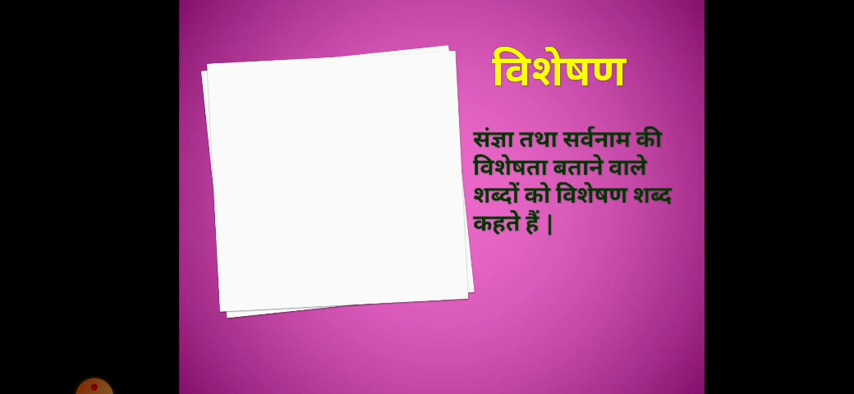 विशेषण
संज्ञा तथा सर्वनाम की
विशेषता बताने वाले
शब्दों को विशेषण शब्द
कहते हैं |